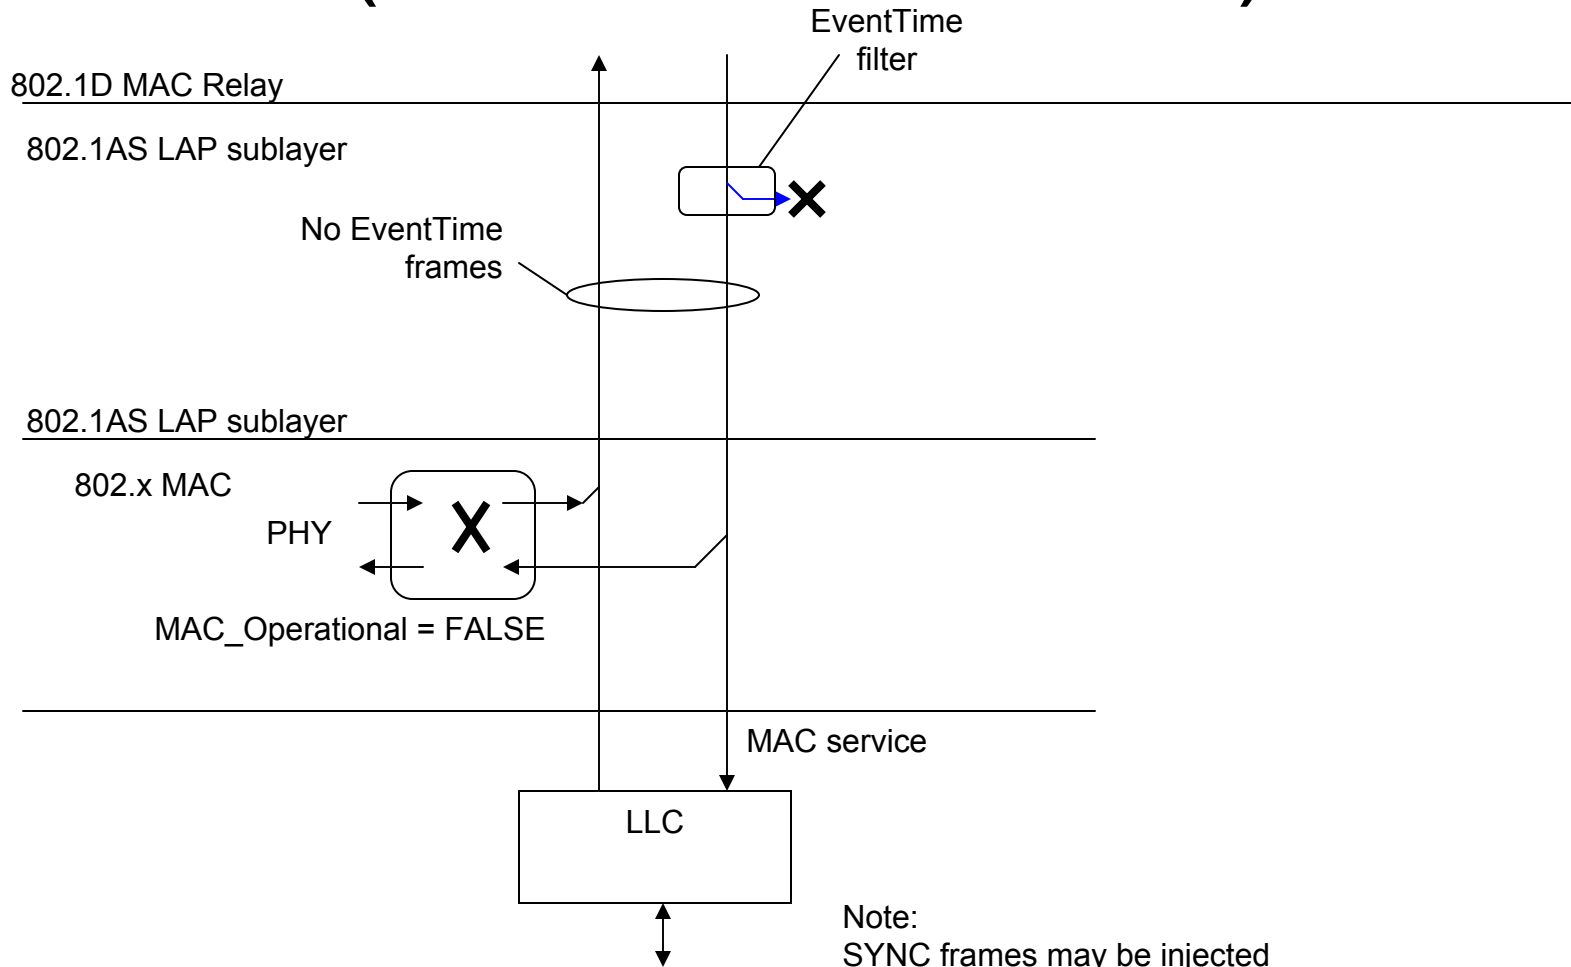 EventTime
filter
802.1D MAC Relay
802.1AS LAP sublayer
No EventTime
frames
802.1AS LAP sublayer
802.x MAC
PHY
MAC_Operational = FALSE
MAC service
LLC
Note:
SYNC frames may be injected